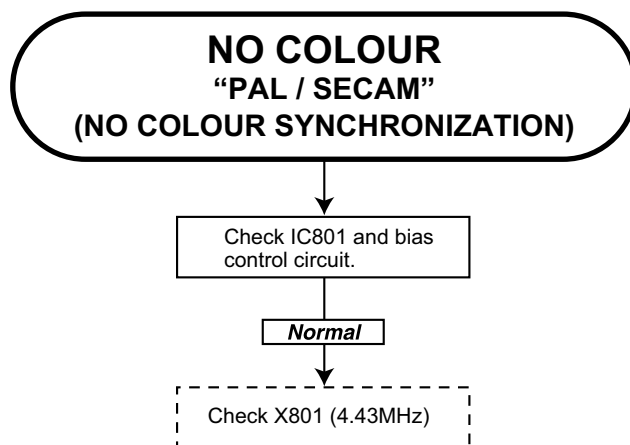 NO COLOUR
“PAL / SECAM”
(NO COLOUR SYNCHRONIZATION)
Check IC801 and bias
control circuit.
Normal
Check X801 (4.43MHz)